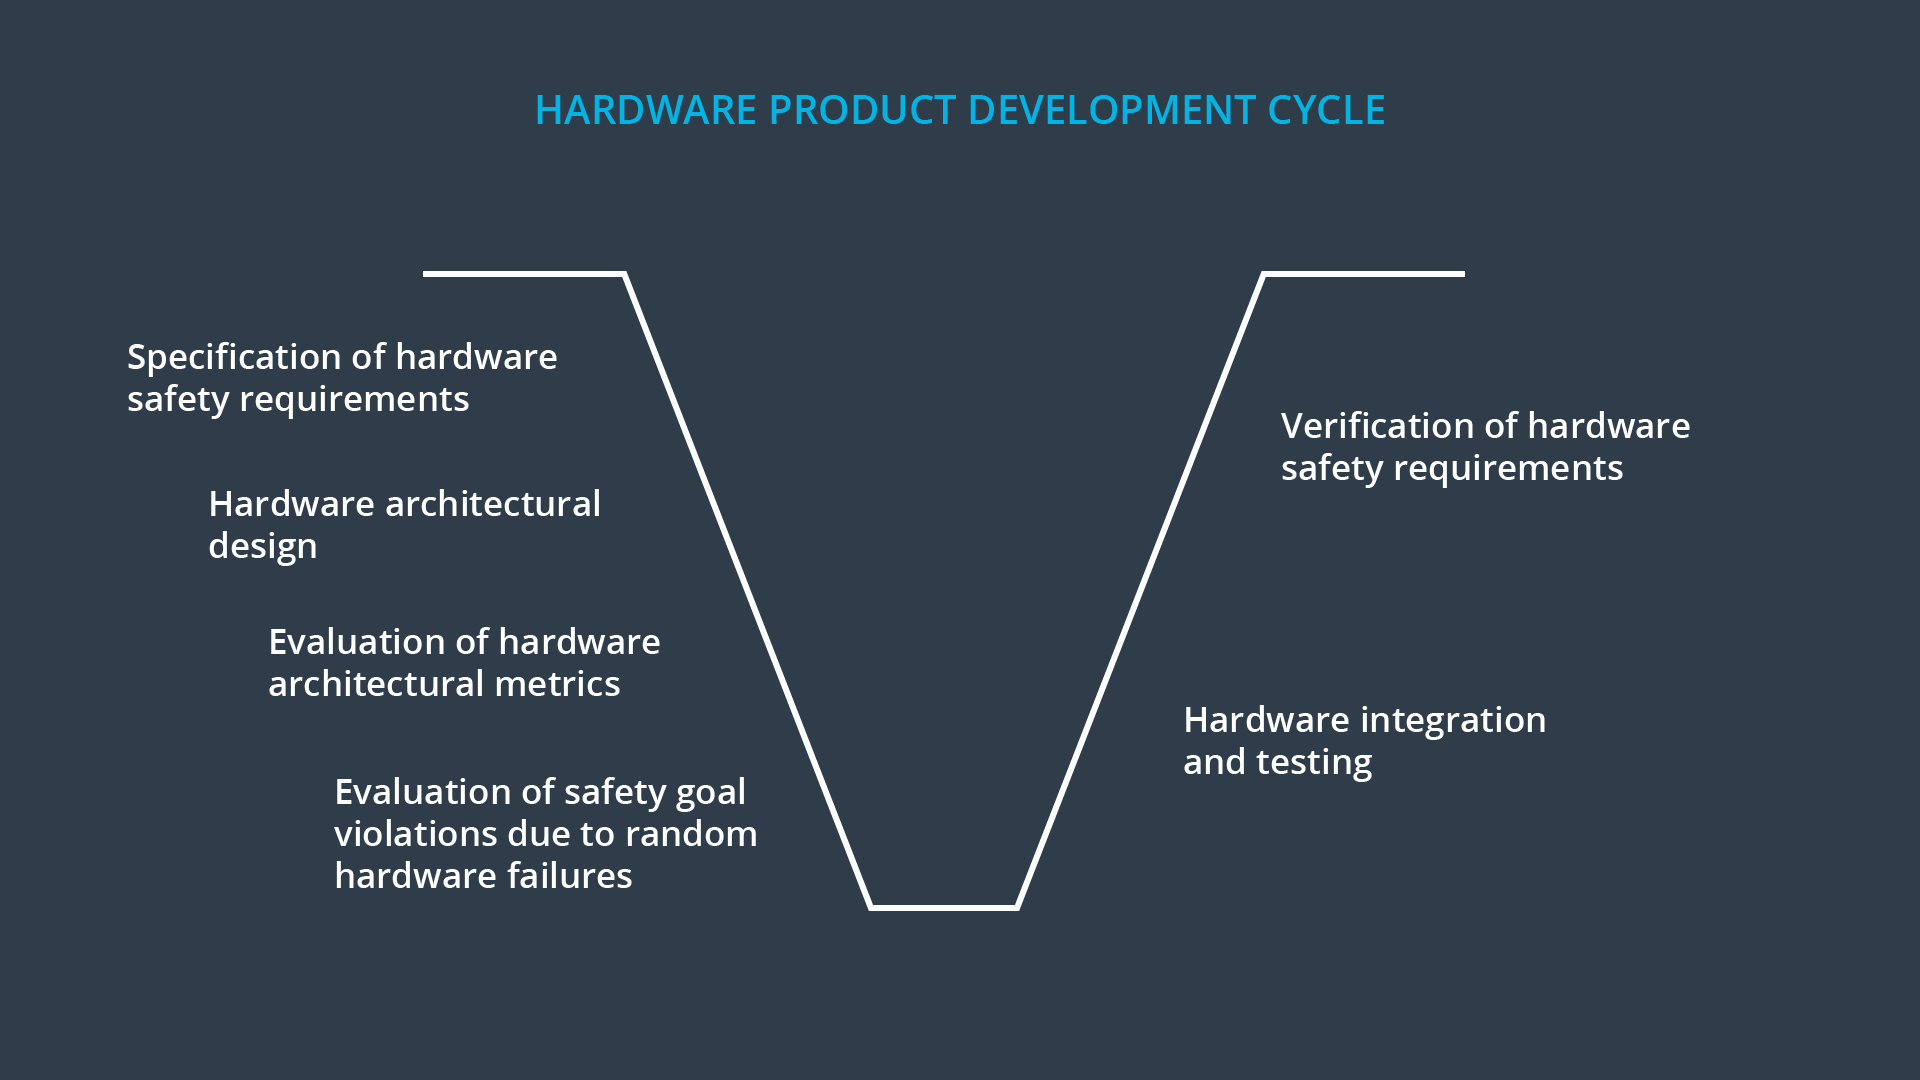 HARDWARE PRODUCT DEVELOPMENT CYCLE
Specification of hardware
safety requirements
Hardware architectural
design
Evaluation of hardware
architectural metrics
Evaluation of safety goal
violations due to random
hardware failures
Verification of hardware
safety requirements
Hardware integration
and testing